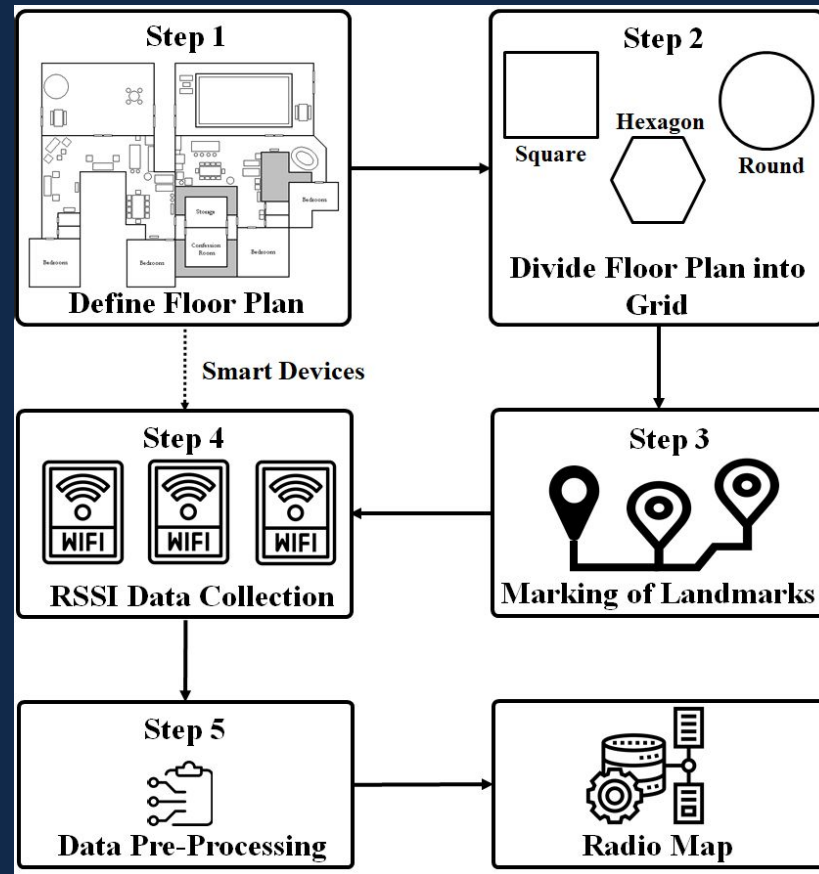 Step 1
Bedroom
Storage
Confession
Room
Bedroom
Bedroom
Bedroom
Define Floor Plan
Step 2
Square
Hexagon
Round
Divide Floor Plan into
Grid
Smart Devices
Step 4
WIFI
WIFI
WIFI
RSSI Data Collection
Step 3
Marking of Landmarks
Step 5
Data Pre-Processing
Radio Map